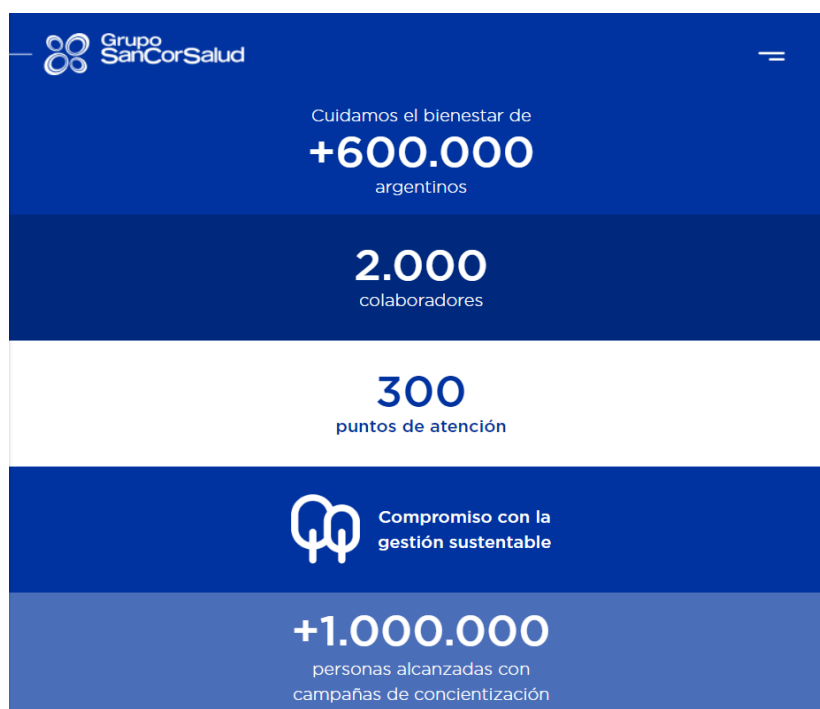 Grupo
SanCorSalud
Cuidamos el bienestar de
+600.000
argentinos
2.000
colaboradores
300
puntos de atención
Compromiso con la
gestión sustentable
+1.000.000
personas alcanzadas con
campañas de concientización